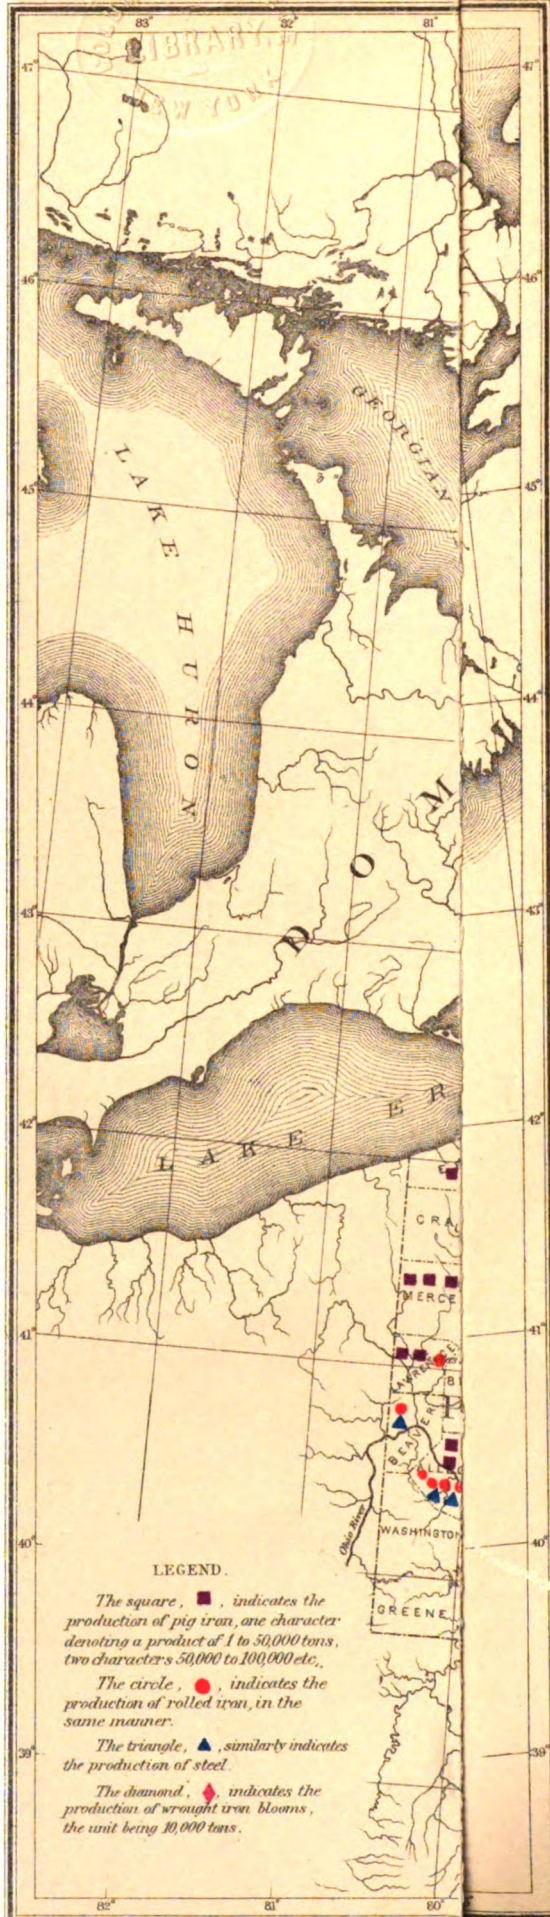 83
82°
81°
LIBRARY
NEW YORK
47°
47°
46°
46°
GEORGIAN
LAKE HURON
45°
45°
44°
44°
DOMI
43°
43°
42°
42°
LAKE ER
CRA
MERCE
41°
41°
LAWRENCE
B
BEAVER
WASHINGTON
Ohio River
40°
40°
GREENE
LEGEND.
The square, ■, indicates the
production of pig iron, one character
denoting a product of 1 to 50,000 tons,
two characters 50,000 to 100,000 etc.,
The circle, ●, indicates the
production of rolled iron, in the
same manner.
The triangle, ▲, similarly indicates
the production of steel.
The diamond, ♦, indicates the
production of wrought iron blooms,
the unit being 10,000 tons.
39°
39°
82°
81°
80°